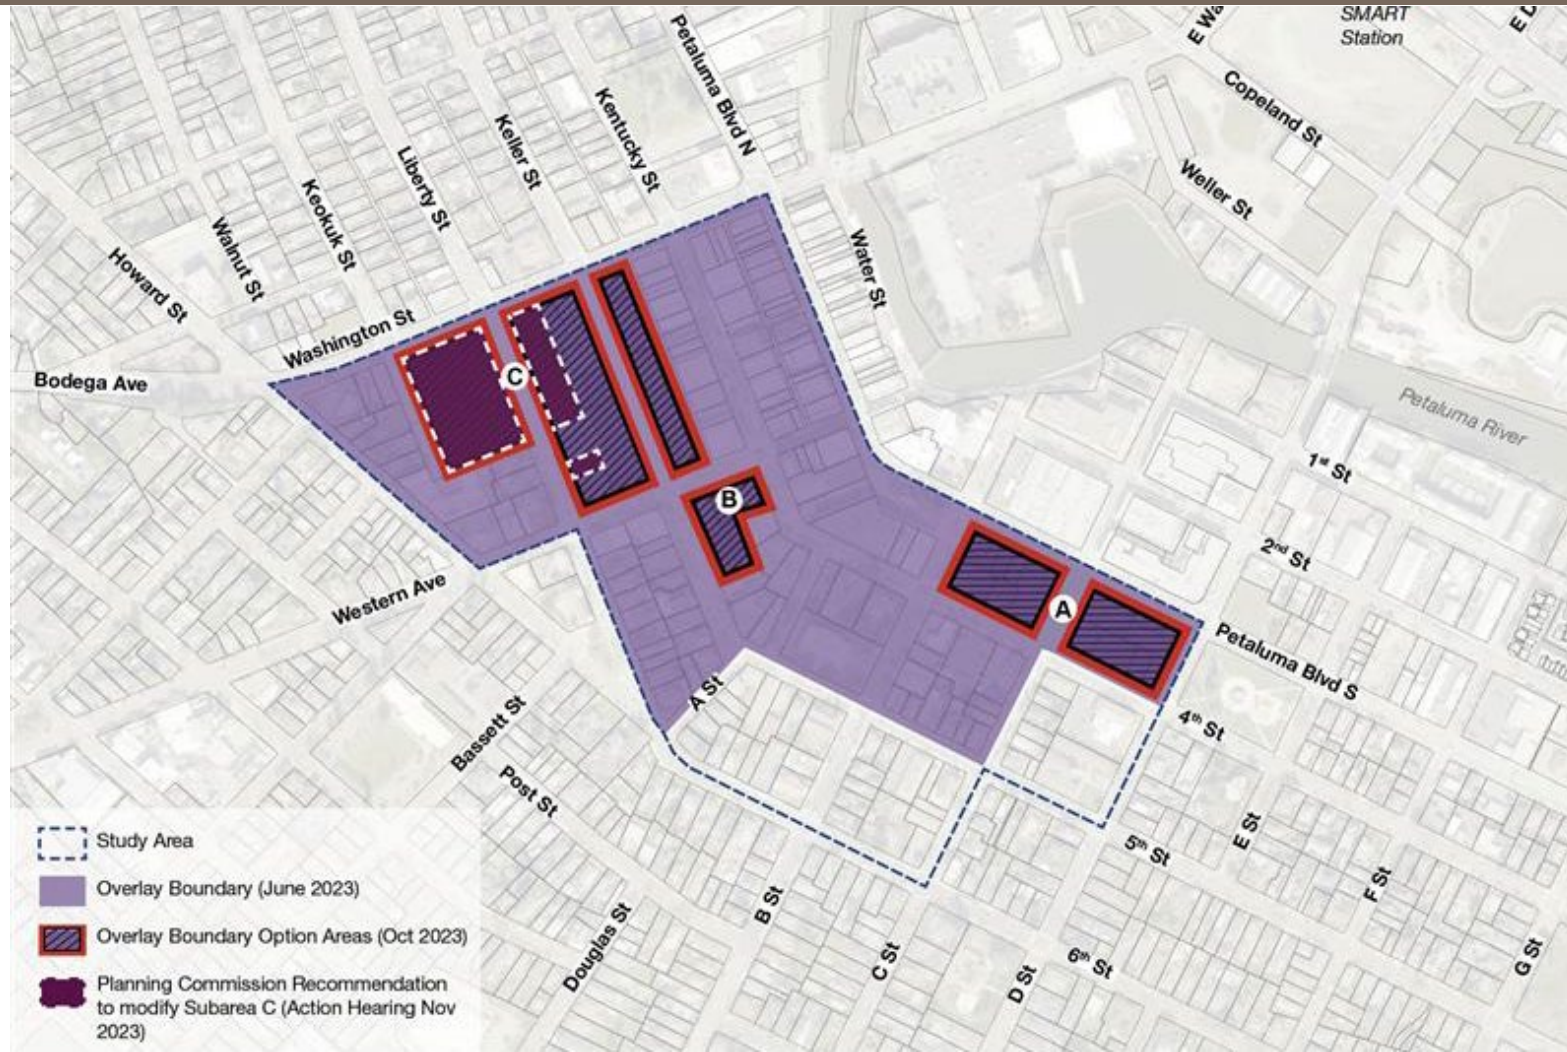 SMART
Station
E Wa
E D
Copeland St
Petaluma Blvd N
Kentucky St
Keller St
Liberty St
Keokuk St
Walnut St
Howard St
Weller St
Water St
Washington St
Bodega Ave
C
Petaluma River
B
1st St
2nd St
A
Western Ave
Petaluma Blvd S
A St
4th St
Bassett St
Post St
5th St
E St
F St
B St
Douglas St
C St
D St
6th St
G St
Study Area
Overlay Boundary (June 2023)
Overlay Boundary Option Areas (Oct 2023)
Planning Commission Recommendation
to modify Subarea C (Action Hearing Nov
2023)